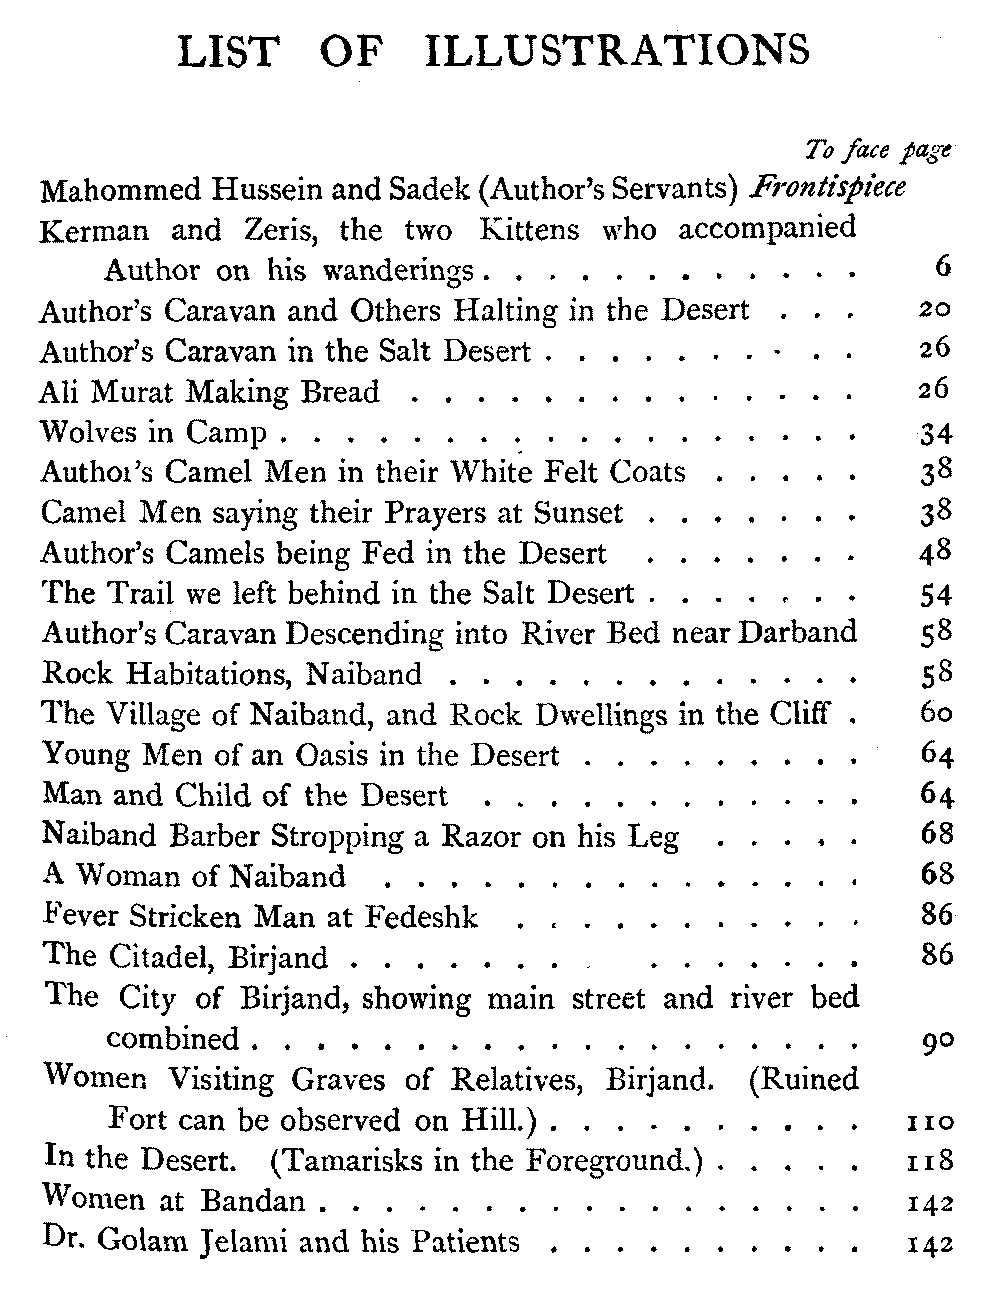 LIST OF ILLUSTRATIONS
To face page
Mahommed Hussein and Sadek (Author's Servants) Frontispiece
Kerman and Zeris, the two Kittens who accompanied
Author on his wanderings . . . . . . . . . . . . 6
Author's Caravan and Others Halting in the Desert . . . 20
Author's Caravan in the Salt Desert . . . . . . . . . . 26
Ali Murat Making Bread . . . . . . . . . . . . . . 26
Wolves in Camp . . . . . . . . . . . . . . . . . . 34
Author's Camel Men in their White Felt Coats . . . . . 38
Camel Men saying their Prayers at Sunset . . . . . . . 38
Author's Camels being Fed in the Desert . . . . . . . 48
The Trail we left behind in the Salt Desert . . . . . . . 54
Author's Caravan Descending into River Bed near Darband 58
Rock Habitations, Naiband . . . . . . . . . . . . . 58
The Village of Naiband, and Rock Dwellings in the Cliff . 60
Young Men of an Oasis in the Desert . . . . . . . . . 64
Man and Child of the Desert . . . . . . . . . . . . 64
Naiband Barber Stropping a Razor on his Leg . . . . . 68
A Woman of Naiband . . . . . . . . . . . . . . . 68
Fever Stricken Man at Fedeshk . . . . . . . . . . . 86
The Citadel, Birjand . . . . . . . . . . . . . . . 86
The City of Birjand, showing main street and river bed
combined . . . . . . . . . . . . . . . . . . . 90
Women Visiting Graves of Relatives, Birjand. (Ruined
Fort can be observed on Hill.) . . . . . . . . . . 110
In the Desert. (Tamarisks in the Foreground.) . . . . . 118
Women at Bandan . . . . . . . . . . . . . . . . . 142
Dr. Golam Jelami and his Patients . . . . . . . . . . 142